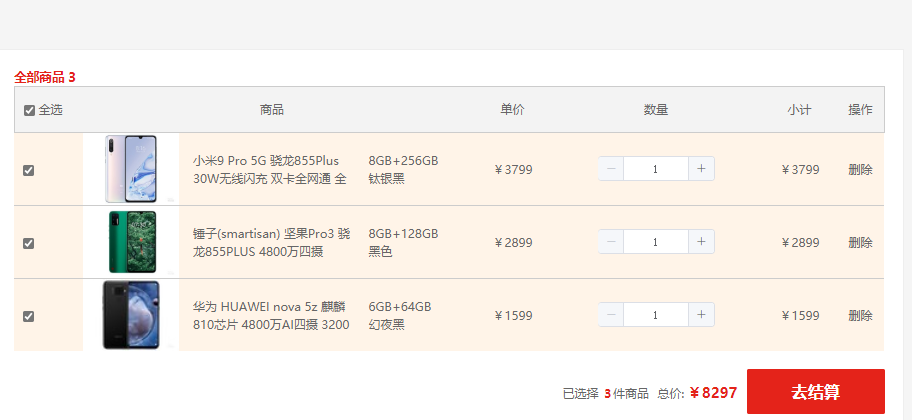 全部商品 3
全选 商品 单价 数量 小计 操作
小米9 Pro 5G 骁龙855Plus 8GB+256GB
30W无线闪充 双卡全网通 全 钛银黑
¥3799 － 1 ＋ ¥3799 删除
锤子(smartisan) 坚果Pro3 骁 8GB+128GB
龙855PLUS 4800万四摄 黑色
¥2899 － 1 ＋ ¥2899 删除
华为 HUAWEI nova 5z 麒麟 6GB+64GB
810芯片 4800万AI四摄 3200 幻夜黑
¥1599 － 1 ＋ ¥1599 删除
已选择 3 件商品 总价: ¥8297 去结算